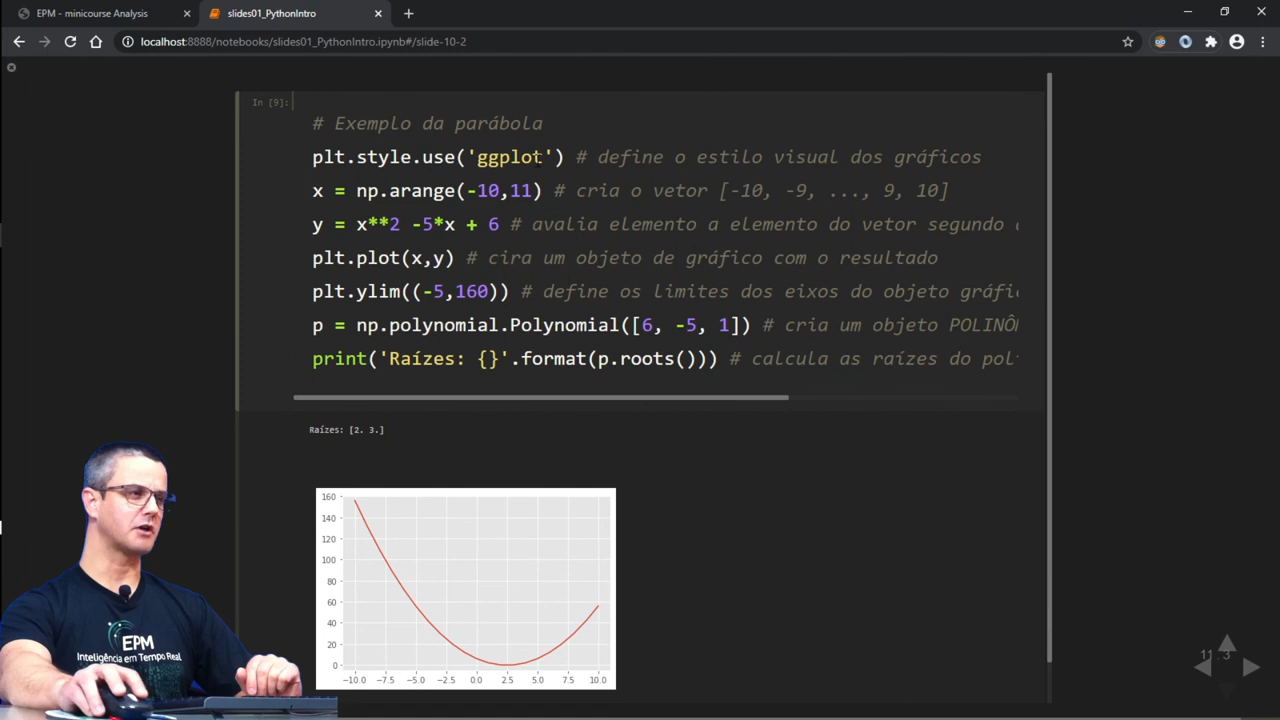 EPM - minicourse Analysis
slides01_PythonIntro
localhost:8888/notebooks/slides01_PythonIntro.ipynb#/slide-10-2
In [9]:
# Exemplo da parábola
plt.style.use('ggplot') # define o estilo visual dos gráficos
x = np.arange(-10,11) # cria o vetor [-10, -9, ..., 9, 10]
y = x**2 -5*x + 6 # avalia elemento a elemento do vetor segundo
plt.plot(x,y) # cira um objeto de gráfico com o resultado
plt.ylim((-5,160)) # define os limites dos eixos do objeto gráfi
p = np.polynomial.Polynomial([6, -5, 1]) # cria um objeto POLINÔ
print('Raízes: {}'.format(p.roots())) # calcula as raízes do pol
Raízes: [2. 3.]
160
140
120
100
80
60
40
20
0
-10.0 -7.5 -5.0 -2.5 0.0 2.5 5.0 7.5 10.0
EPM
Inteligência em Tempo Real
11.3